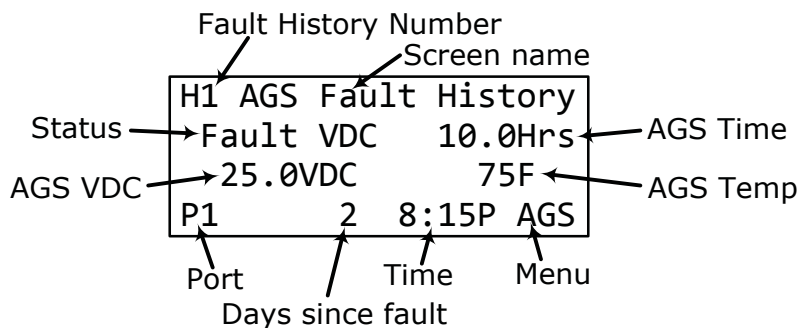 Fault History Number
Screen name
H1 AGS Fault History
Status
Fault VDC 10.0Hrs
AGS Time
AGS VDC
25.0VDC 75F
AGS Temp
P1 2 8:15P AGS
Port
Time
Menu
Days since fault